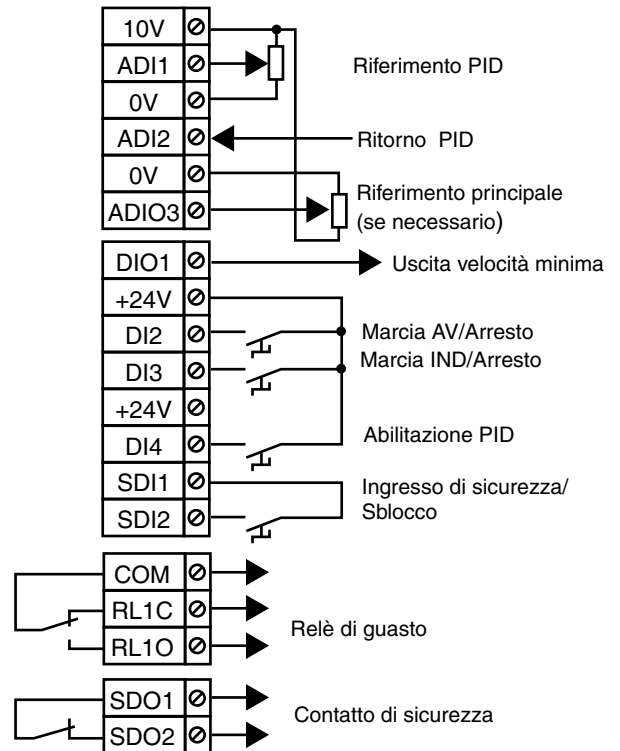 10V
ADI1
Riferimento PID
0V
ADI2
Ritorno PID
0V
Riferimento principale
ADIO3
(se necessario)
DIO1
Uscita velocità minima
+24V
DI2
Marcia AV/Arresto
DI3
Marcia IND/Arresto
+24V
DI4
Abilitazione PID
SDI1
Ingresso di sicurezza/
SDI2
Sblocco
COM
RL1C
Relè di guasto
RL1O
SDO1
Contatto di sicurezza
SDO2